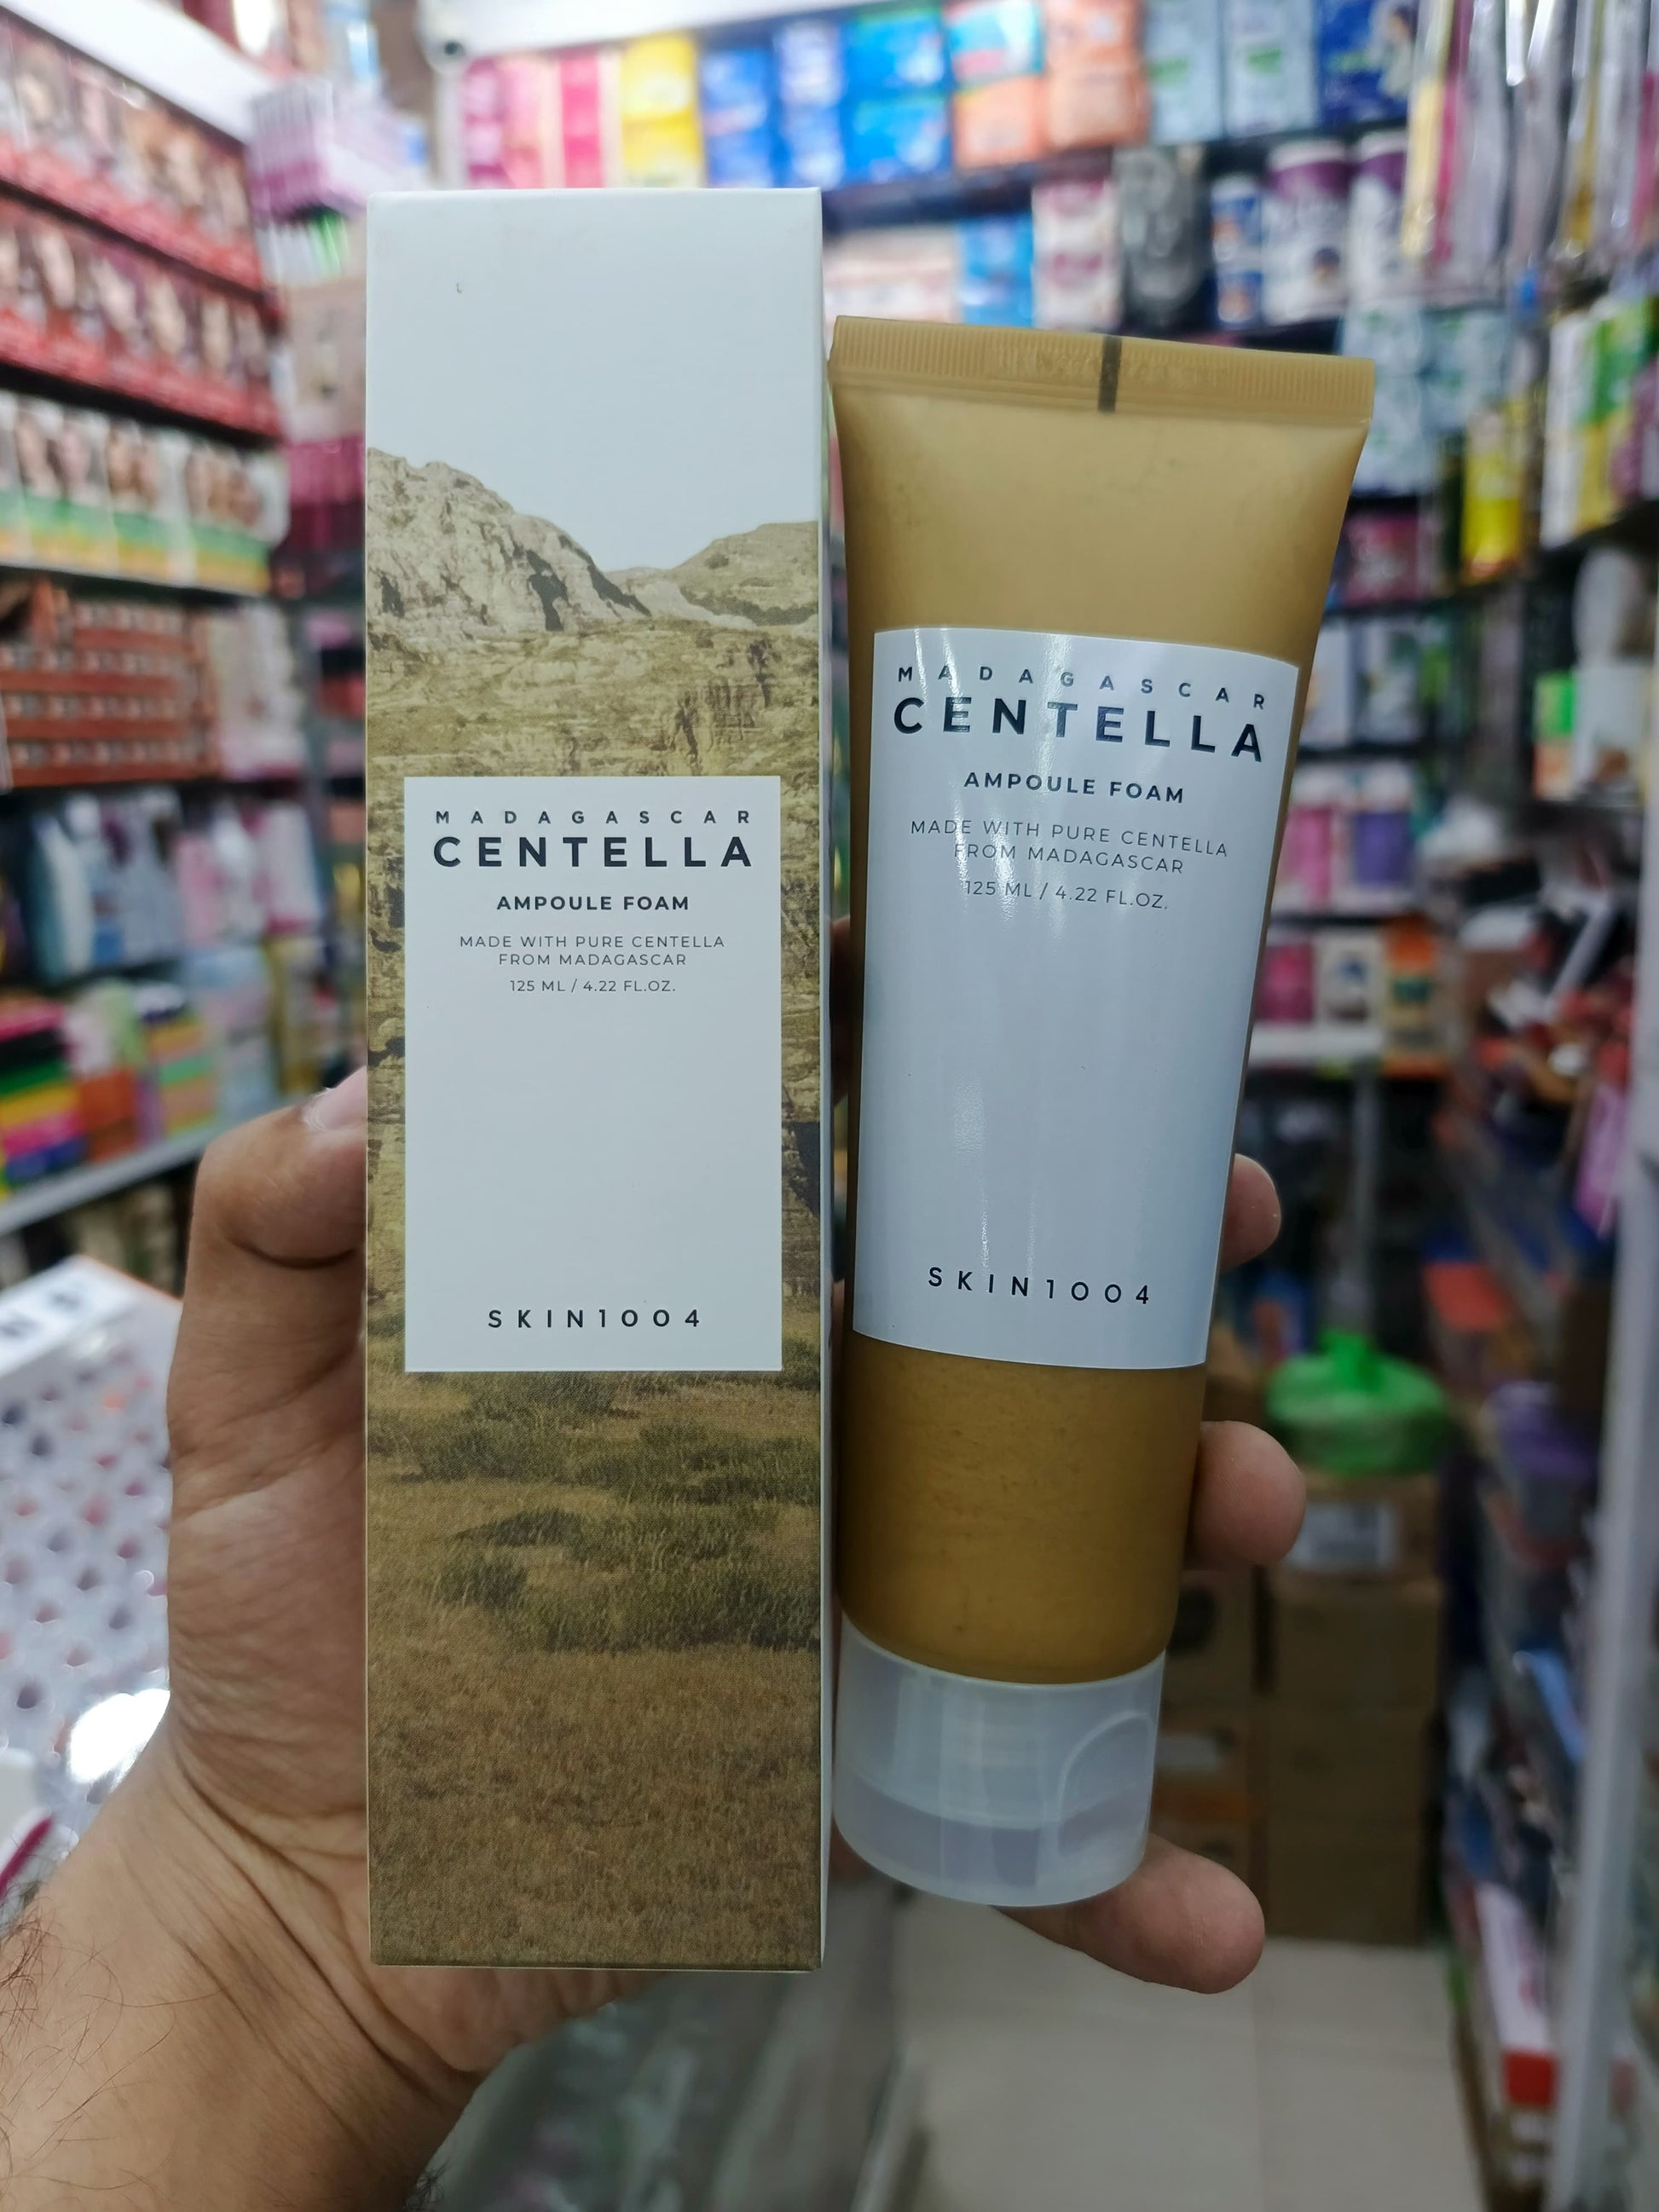 MADAGASCAR
CENTELLA
AMPOULE FOAM
MADE WITH PURE CENTELLA
FROM MADAGASCAR
125 ML / 4.22 FL.OZ.
SKIN1004
MADAGASCAR
CENTELLA
AMPOULE FOAM
MADE WITH PURE CENTELLA
FROM MADAGASCAR
125 ML / 4.22 FL.OZ.
SKIN1004